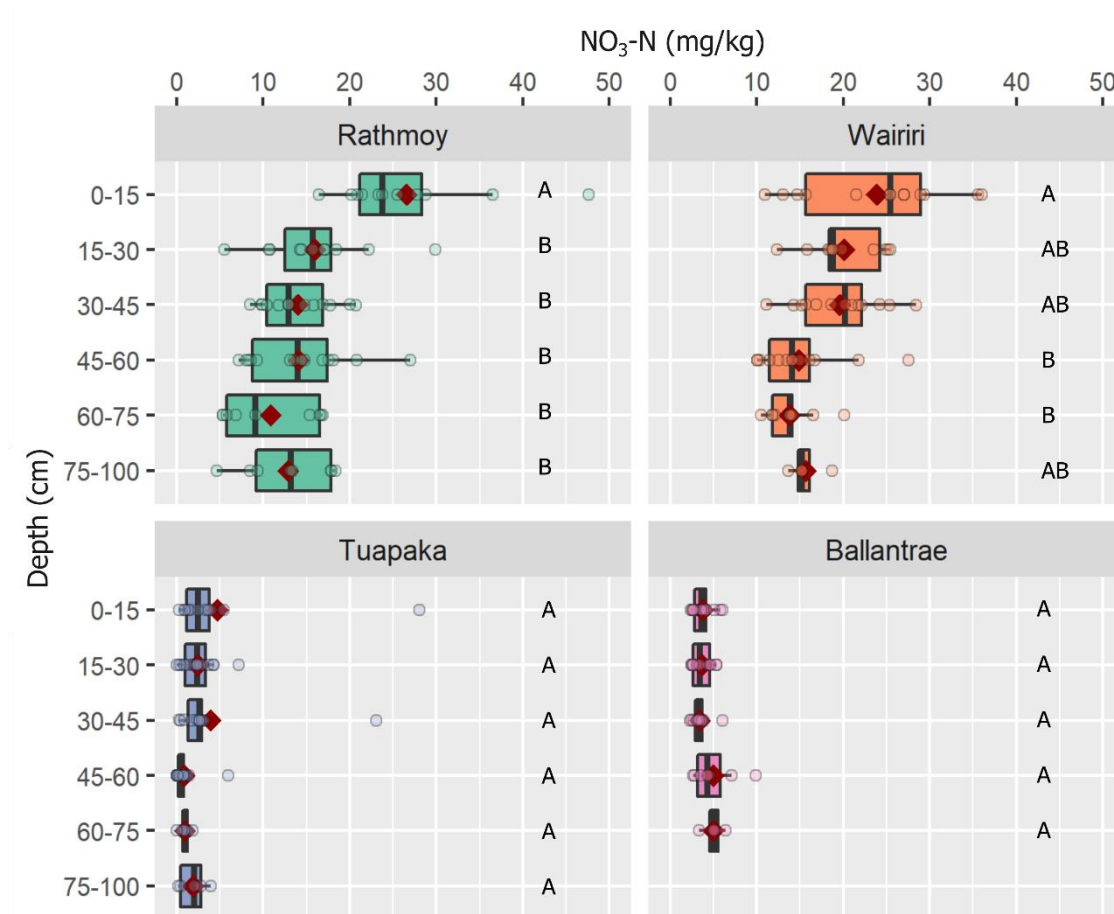 NO₃-N (mg/kg)
0 10 20 30 40 50 0 10 20 30 40 50
Rathmoy Wairiri
0-15 A A
15-30 B AB
30-45 B AB
45-60 B B
60-75 B B
75-100 B AB
Depth (cm)
Tuapaka Ballantrae
0-15 A A
15-30 A A
30-45 A A
45-60 A A
60-75 A A
75-100 A